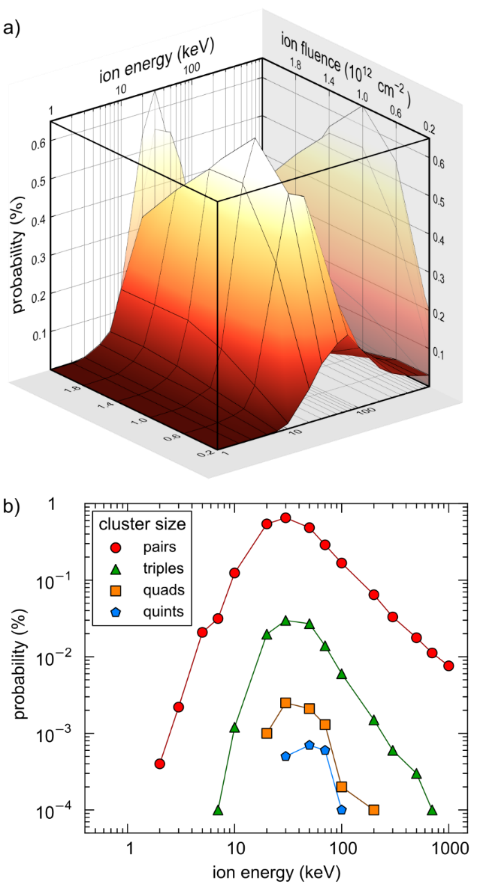 a)
ion energy (keV)
ion fluence (10¹² cm⁻²)
1 10 100
1.8 1.4 1.0 0.6 0.2
probability (%)
0.6
0.5
0.4
0.3
0.2
0.1
0.6
0.5
0.4
0.3
0.2
0.1
1.8 1.4 1.0 0.6 0.2
1 10 100
b)
cluster size
pairs
triples
quads
quints
probability (%)
1
10⁻¹
10⁻²
10⁻³
10⁻⁴
1 10 100 1000
ion energy (keV)